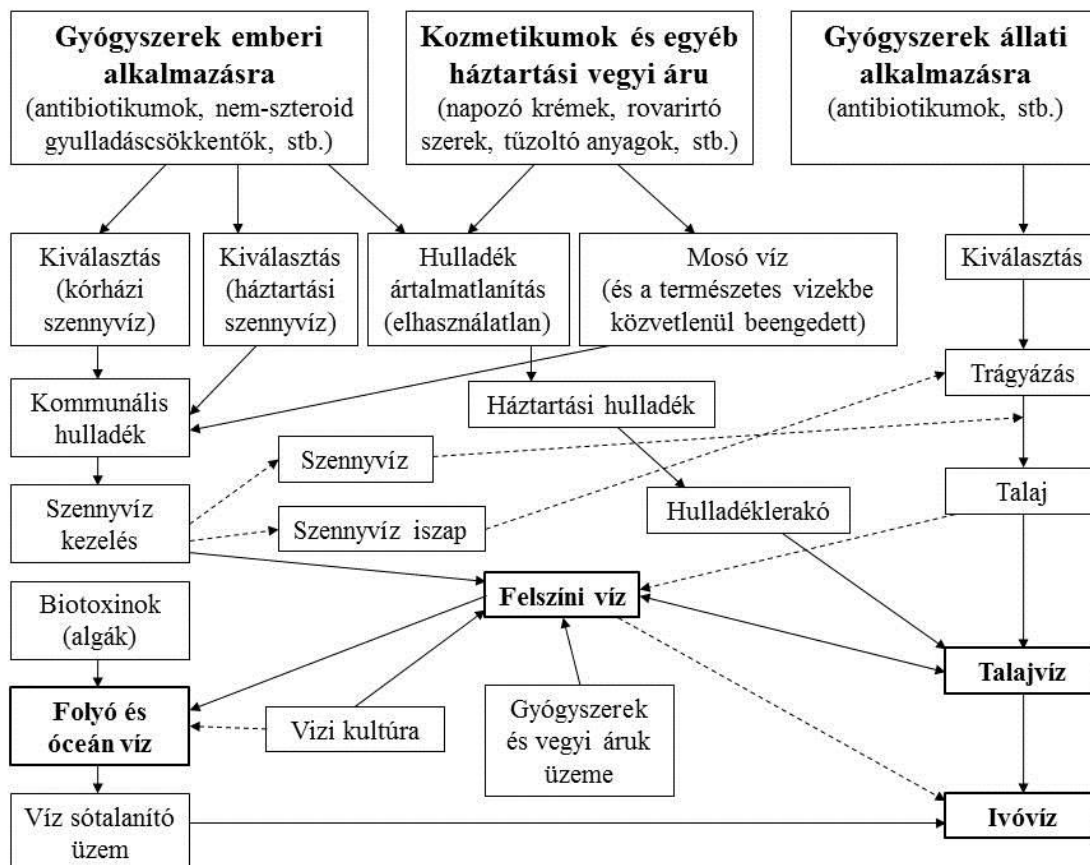 Gyógyszerek emberi
alkalmazásra
(antibiotikumok, nem-szteroid
gyulladáscsökkentők, stb.)
Kozmetikumok és egyéb
háztartási vegyi áru
(napozó krémek, rovarirtó
szerek, tűzoltó anyagok, stb.)
Gyógyszerek állati
alkalmazásra
(antibiotikumok, stb.)
Kiválasztás
(kórházi
szennyvíz)
Kiválasztás
(háztartási
szennyvíz)
Hulladék
ártalmatlanítás
(elhasználatlan)
Mosó víz
(és a természetes vizekbe
közvetlenül beengedett)
Kiválasztás
Trágyázás
Kommunális
hulladék
Háztartási hulladék
Szennyvíz
Szennyvíz
kezelés
Szennyvíz iszap
Hulladéklerakó
Talaj
Biotoxinok
(algák)
Felszíni víz
Talajvíz
Folyó és
óceán víz
Vizi kultúra
Gyógyszerek
és vegyi áruk
üzeme
Víz sótalanító
üzem
Ivóvíz